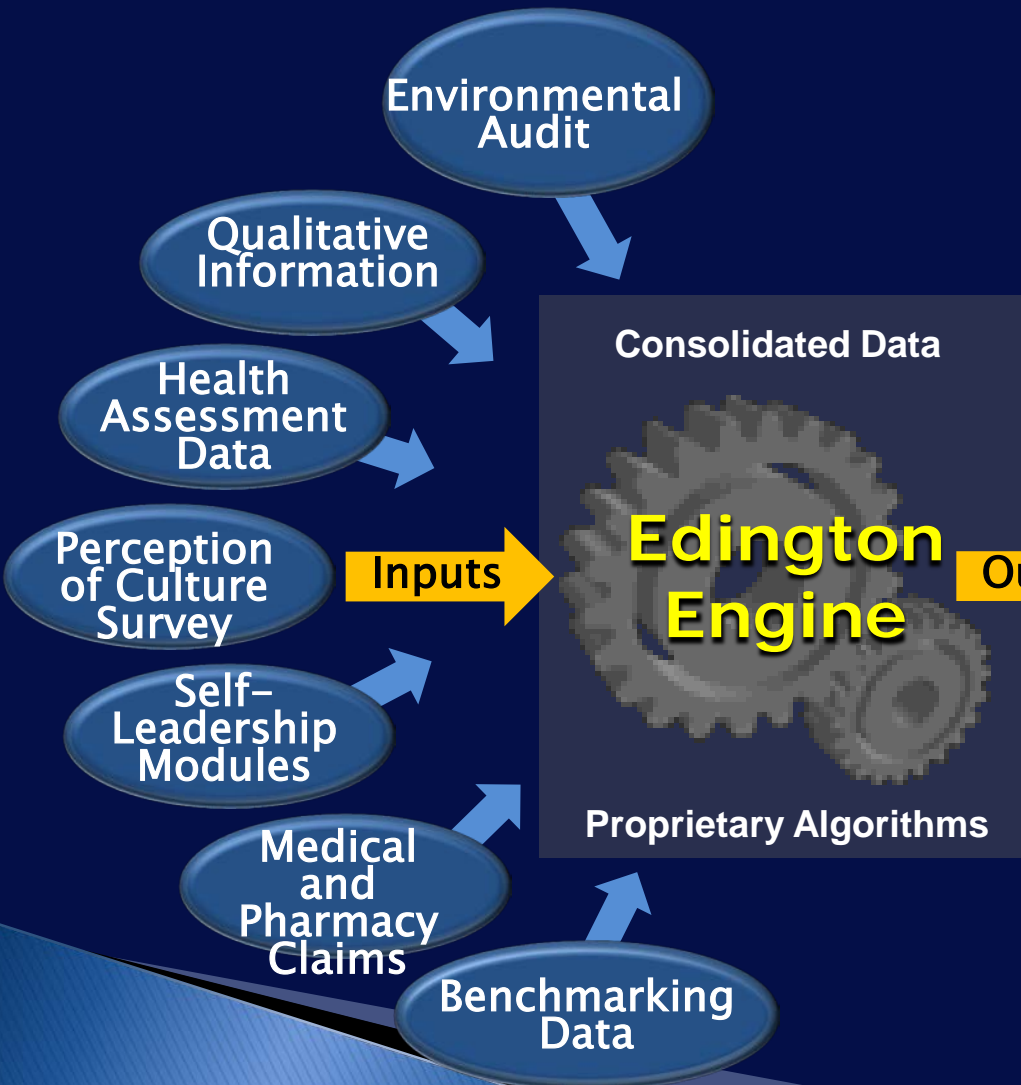 Environmental
Audit
Qualitative
Information
Health
Assessment
Data
Perception
of Culture
Survey
Self-
Leadership
Modules
Medical
and
Pharmacy
Claims
Benchmarking
Data
Inputs
Consolidated Data
Edington
Engine
Proprietary Algorithms
Ou